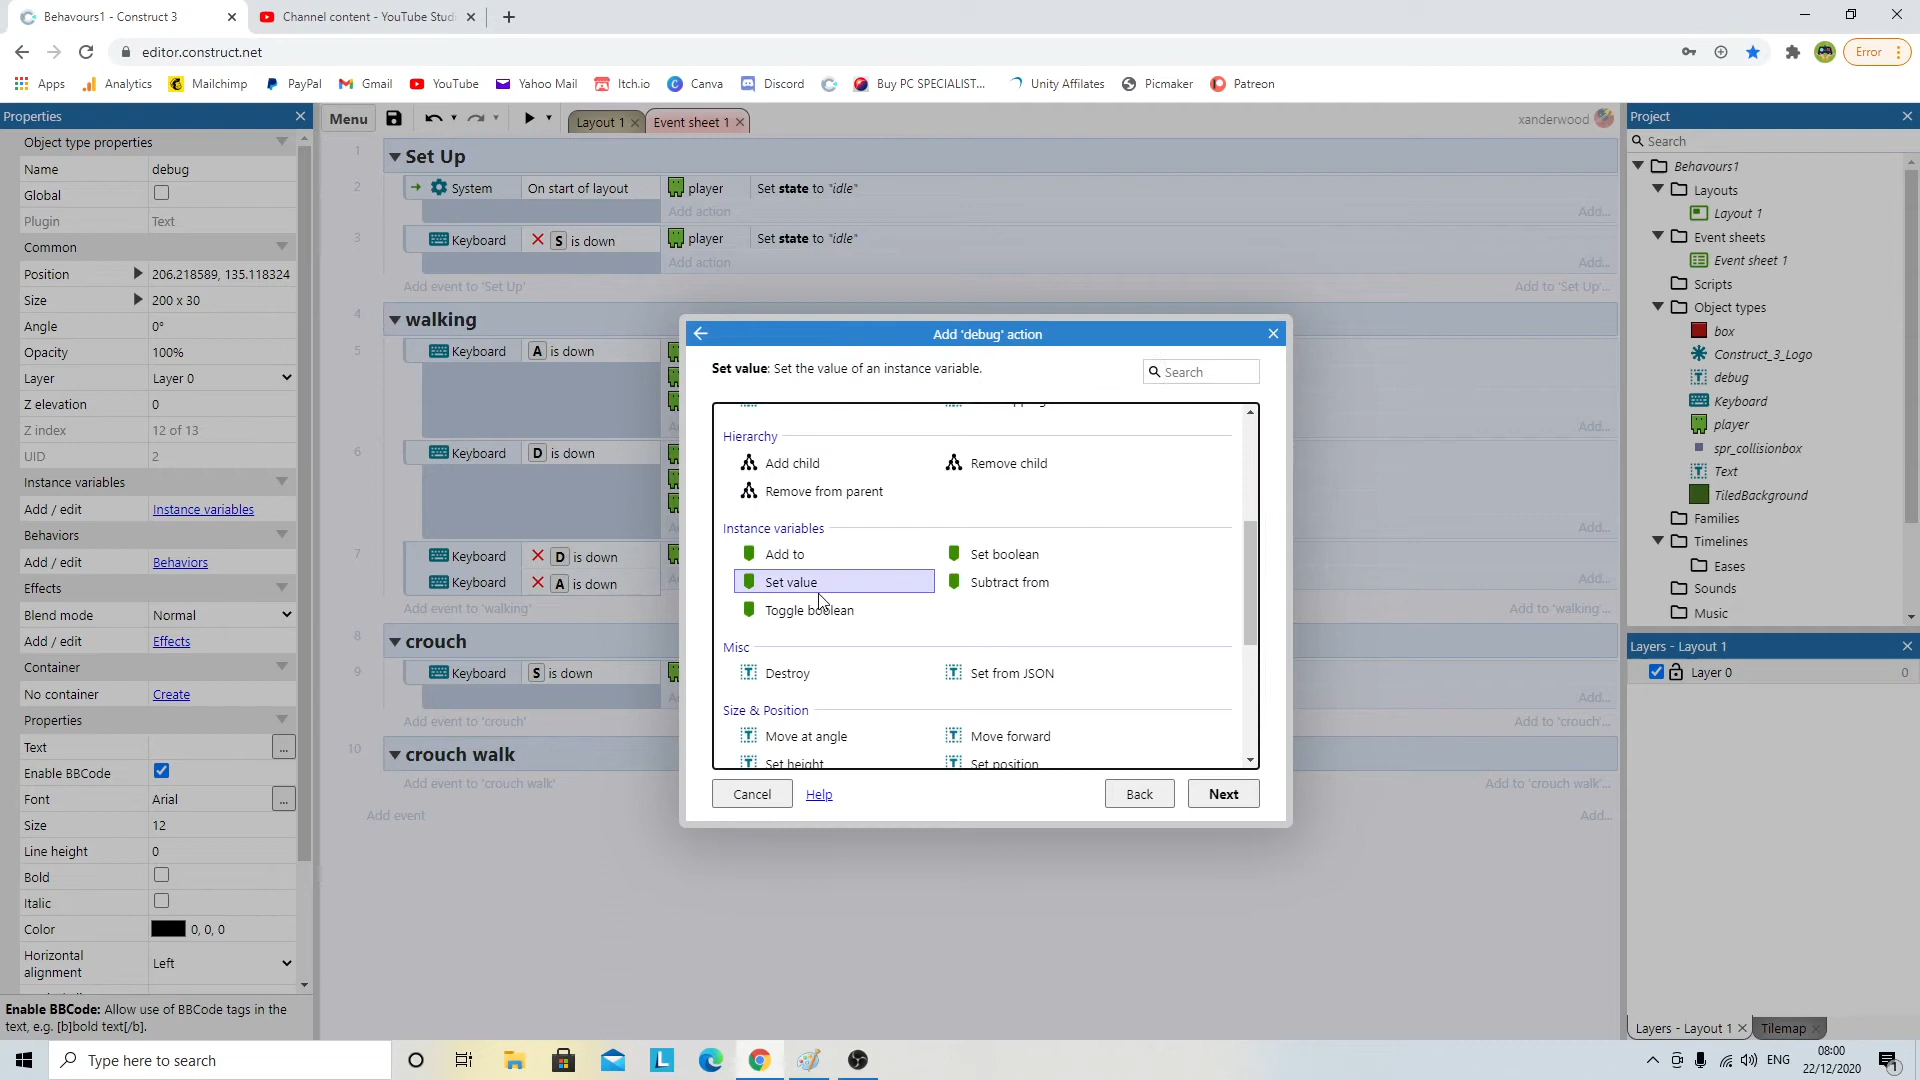 Behavours1 - Construct 3
Channel content - YouTube Studi
editor.construct.net
Error
Apps
Analytics
Mailchimp
PayPal
Gmail
YouTube
Yahoo Mail
Itch.io
Canva
Discord
Buy PC SPECIALIST...
Unity Affilates
Picmaker
Patreon
Properties
Menu
Layout 1
Event sheet 1
xanderwood
Project
Object type properties
Name debug
Global
Plugin Text
Common
Position 206.218589, 135.118324
Size 200 x 30
Angle 0°
Opacity 100%
Layer Layer 0
Z elevation 0
Z index 12 of 13
UID 2
Instance variables
Add / edit Instance variables
Behaviors
Add / edit Behaviors
Effects
Blend mode Normal
Add / edit Effects
Container
No container Create
Properties
Text ...
Enable BBCode
Font Arial ...
Size 12
Line height 0
Bold
Italic
Color 0, 0, 0
Horizontal alignment Left
Enable BBCode: Allow use of BBCode tags in the
text, e.g. [b]bold text[/b].
1 Set Up
2 System On start of layout player Set state to "idle"
Add action Add...
3 Keyboard S is down player Set state to "idle"
Add action Add...
Add event to 'Set Up' Add to 'Set Up'...
4 walking
5 Keyboard A is down
6 Keyboard D is down
Add...
7 Keyboard D is down
Keyboard A is down Add...
Add event to 'walking' Add to 'walking'...
8 crouch
9 Keyboard S is down
Add...
Add event to 'crouch' Add to 'crouch'...
10 crouch walk
Add event to 'crouch walk' Add to 'crouch walk'...
Add event Add...
Add 'debug' action
Set value: Set the value of an instance variable.
Search
Hierarchy
Add child Remove child
Remove from parent
Instance variables
Add to Set boolean
Set value Subtract from
Toggle boolean
Misc
Destroy Set from JSON
Size & Position
Move at angle Move forward
Set height Set position
Cancel Help Back Next
Search
Behavours1
Layouts
Layout 1
Event sheets
Event sheet 1
Scripts
Object types
box
Construct_3_Logo
debug
Keyboard
player
spr_collisionbox
Text
TiledBackground
Families
Timelines
Eases
Sounds
Music
Layers - Layout 1
Layer 0 0
Layers - Layout 1
Tilemap
Type here to search
ENG
08:00
22/12/2020
1